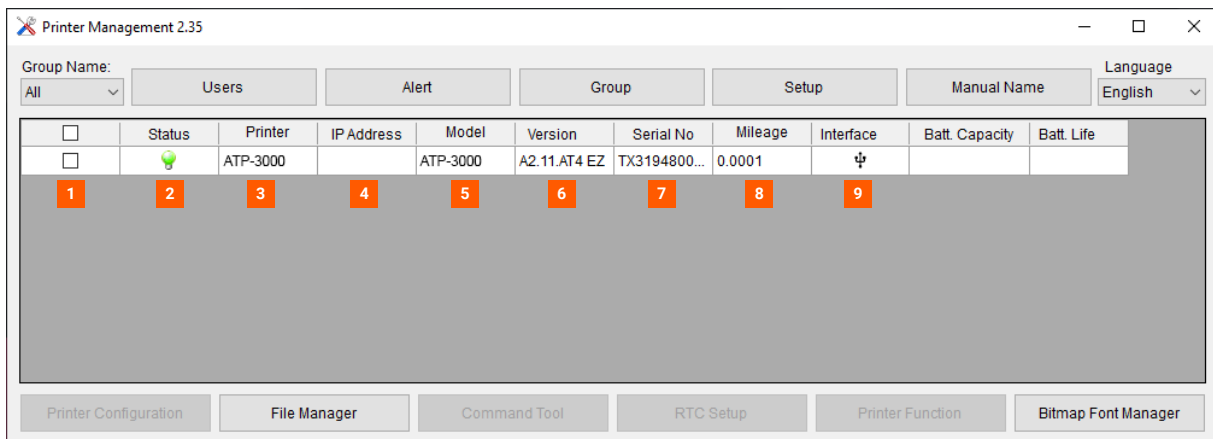 Printer Management 2.35
Group Name:
Language
All Users Alert Group Setup Manual Name English
Status Printer IP Address Model Version Serial No Mileage Interface Batt. Capacity Batt. Life
ATP-3000 ATP-3000 A2.11.AT4 EZ TX3194800... 0.0001
1 2 3 4 5 6 7 8 9
Printer Configuration File Manager Command Tool RTC Setup Printer Function Bitmap Font Manager